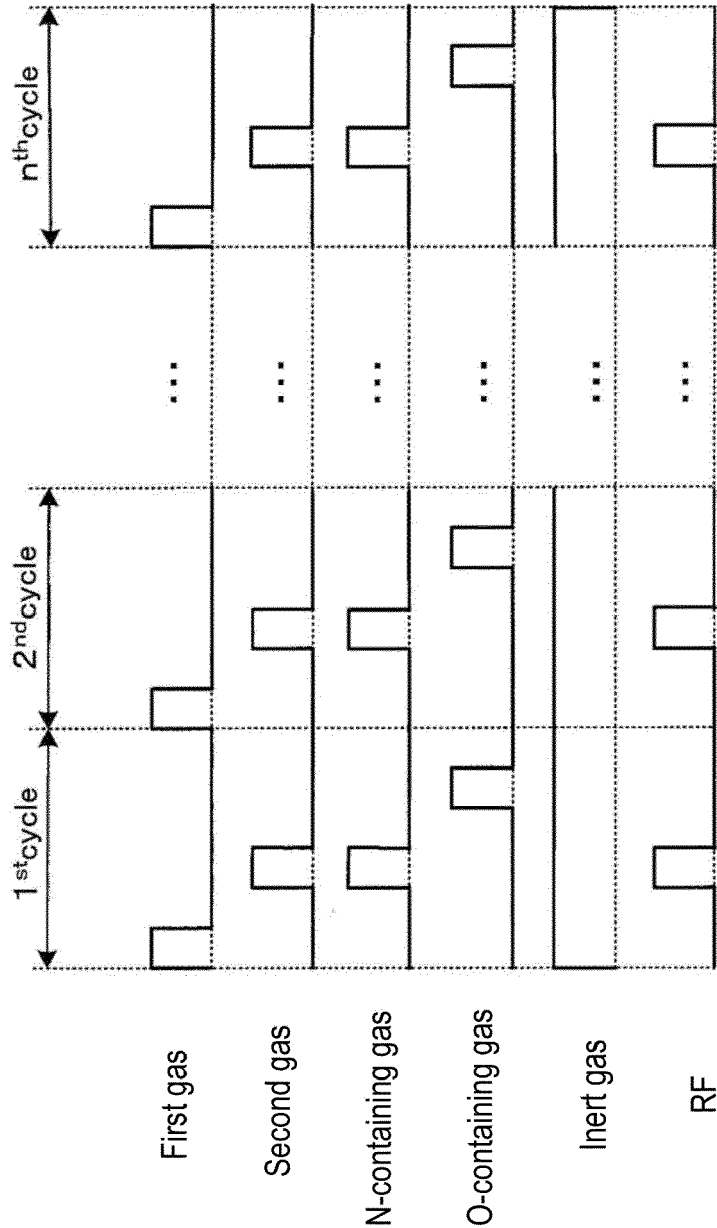 1st cycle
2nd cycle
nth cycle
First gas
...
Second gas
...
N-containing gas
...
O-containing gas
...
Inert gas
...
RF
...